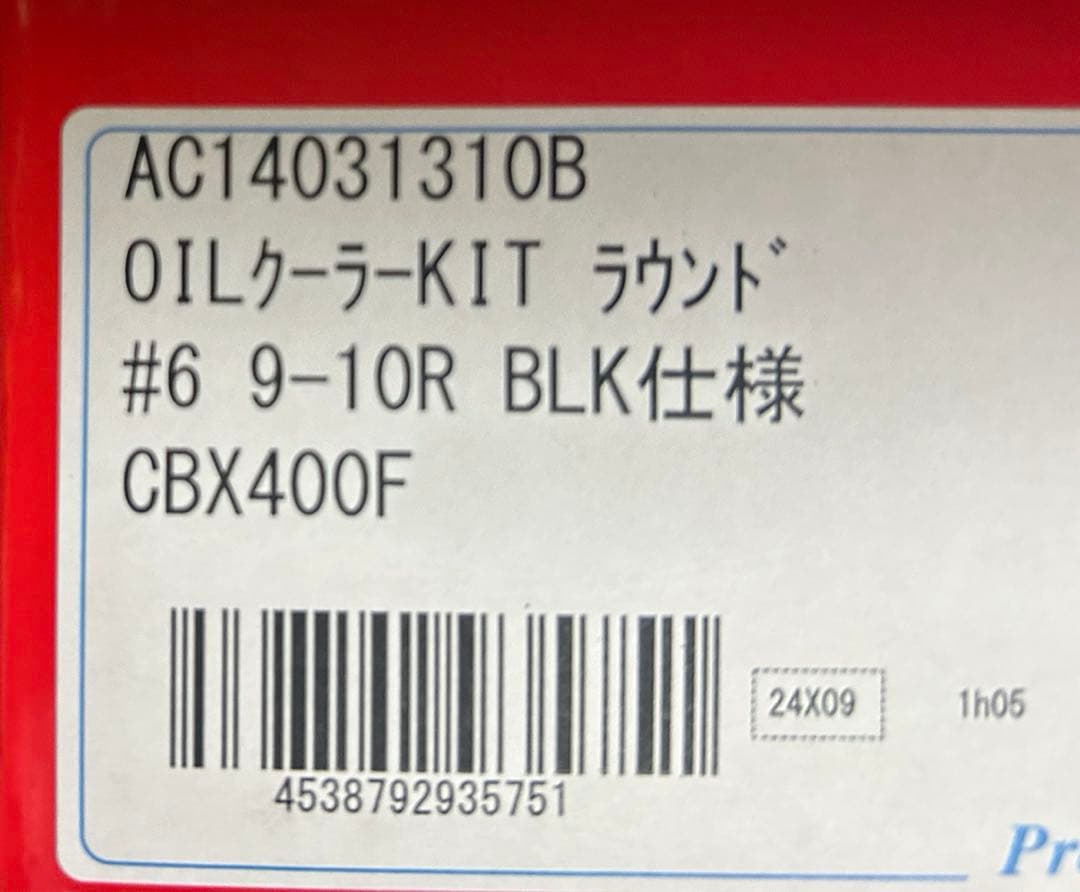 AC14031310B
OILｸｰﾗｰKIT ﾗｳﾝﾄﾞ
#6 9-10R BLK仕様
CBX400F
24X09 1h05
4538792935751